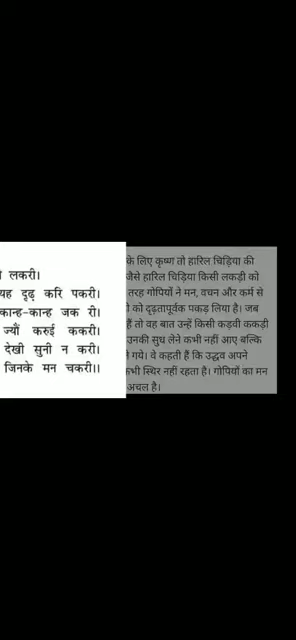 लकरी।
यह दृढ़ करि पकरी।
कान्ह-कान्ह जक री।
ज्यौं करुई ककरी।
देखी सुनी न करी।
जिनके मन चकरी।।
के लिए कृष्ण तो हारिल चिड़िया की
जैसे हारिल चिड़िया किसी लकड़ी को
तरह गोपियों ने मन, वचन और कर्म से
को दृढ़तापूर्वक पकड़ लिया है। जब
हैं तो वह बात उन्हें किसी कड़वी ककड़ी
उनकी सुध लेने कभी नहीं आए बल्कि
गये। वे कहती हैं कि उद्धव अपने
कभी स्थिर नहीं रहता है। गोपियों का मन
अचल है।